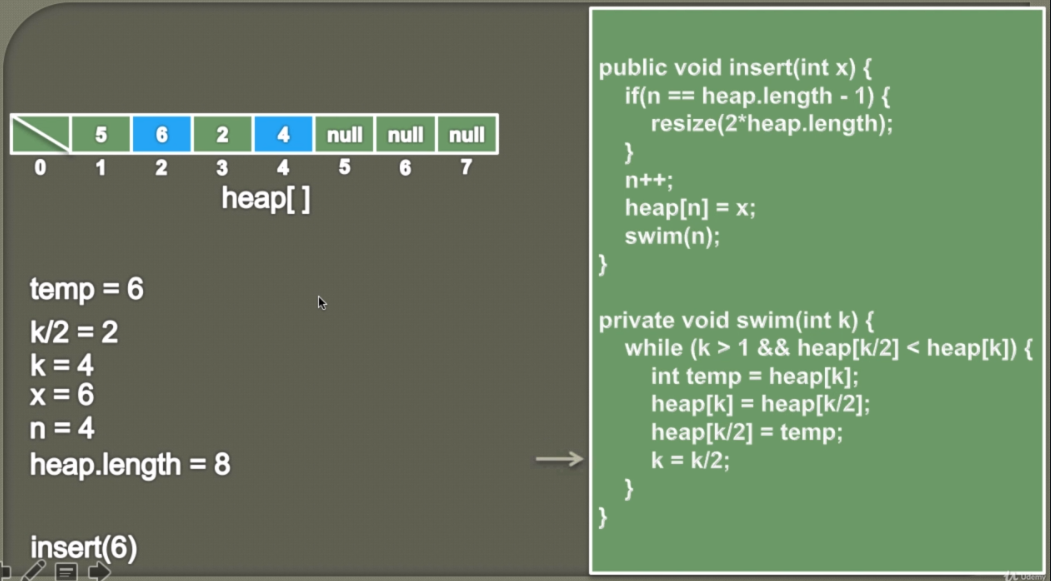 5 6 2 4 null null null
0 1 2 3 4 5 6 7
heap[ ]
temp = 6
k/2 = 2
k = 4
x = 6
n = 4
heap.length = 8
insert(6)
public void insert(int x) {
if(n == heap.length - 1) {
resize(2*heap.length);
}
n++;
heap[n] = x;
swim(n);
}
private void swim(int k) {
while (k > 1 && heap[k/2] < heap[k]) {
int temp = heap[k];
heap[k] = heap[k/2];
heap[k/2] = temp;
k = k/2;
}
}
Udemy